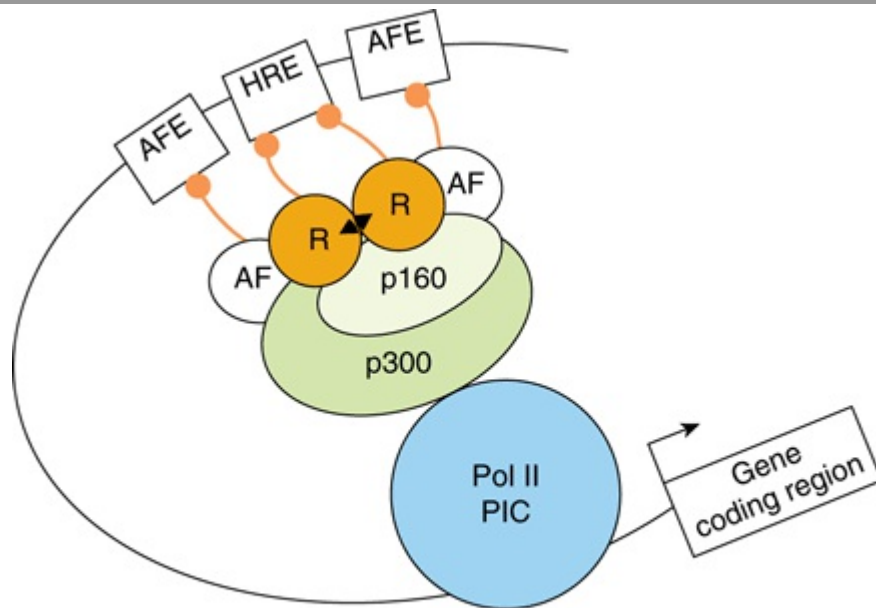 AFE
HRE
AFE
R
R
AF
AF
p160
p300
Pol II
PIC
Gene
coding region